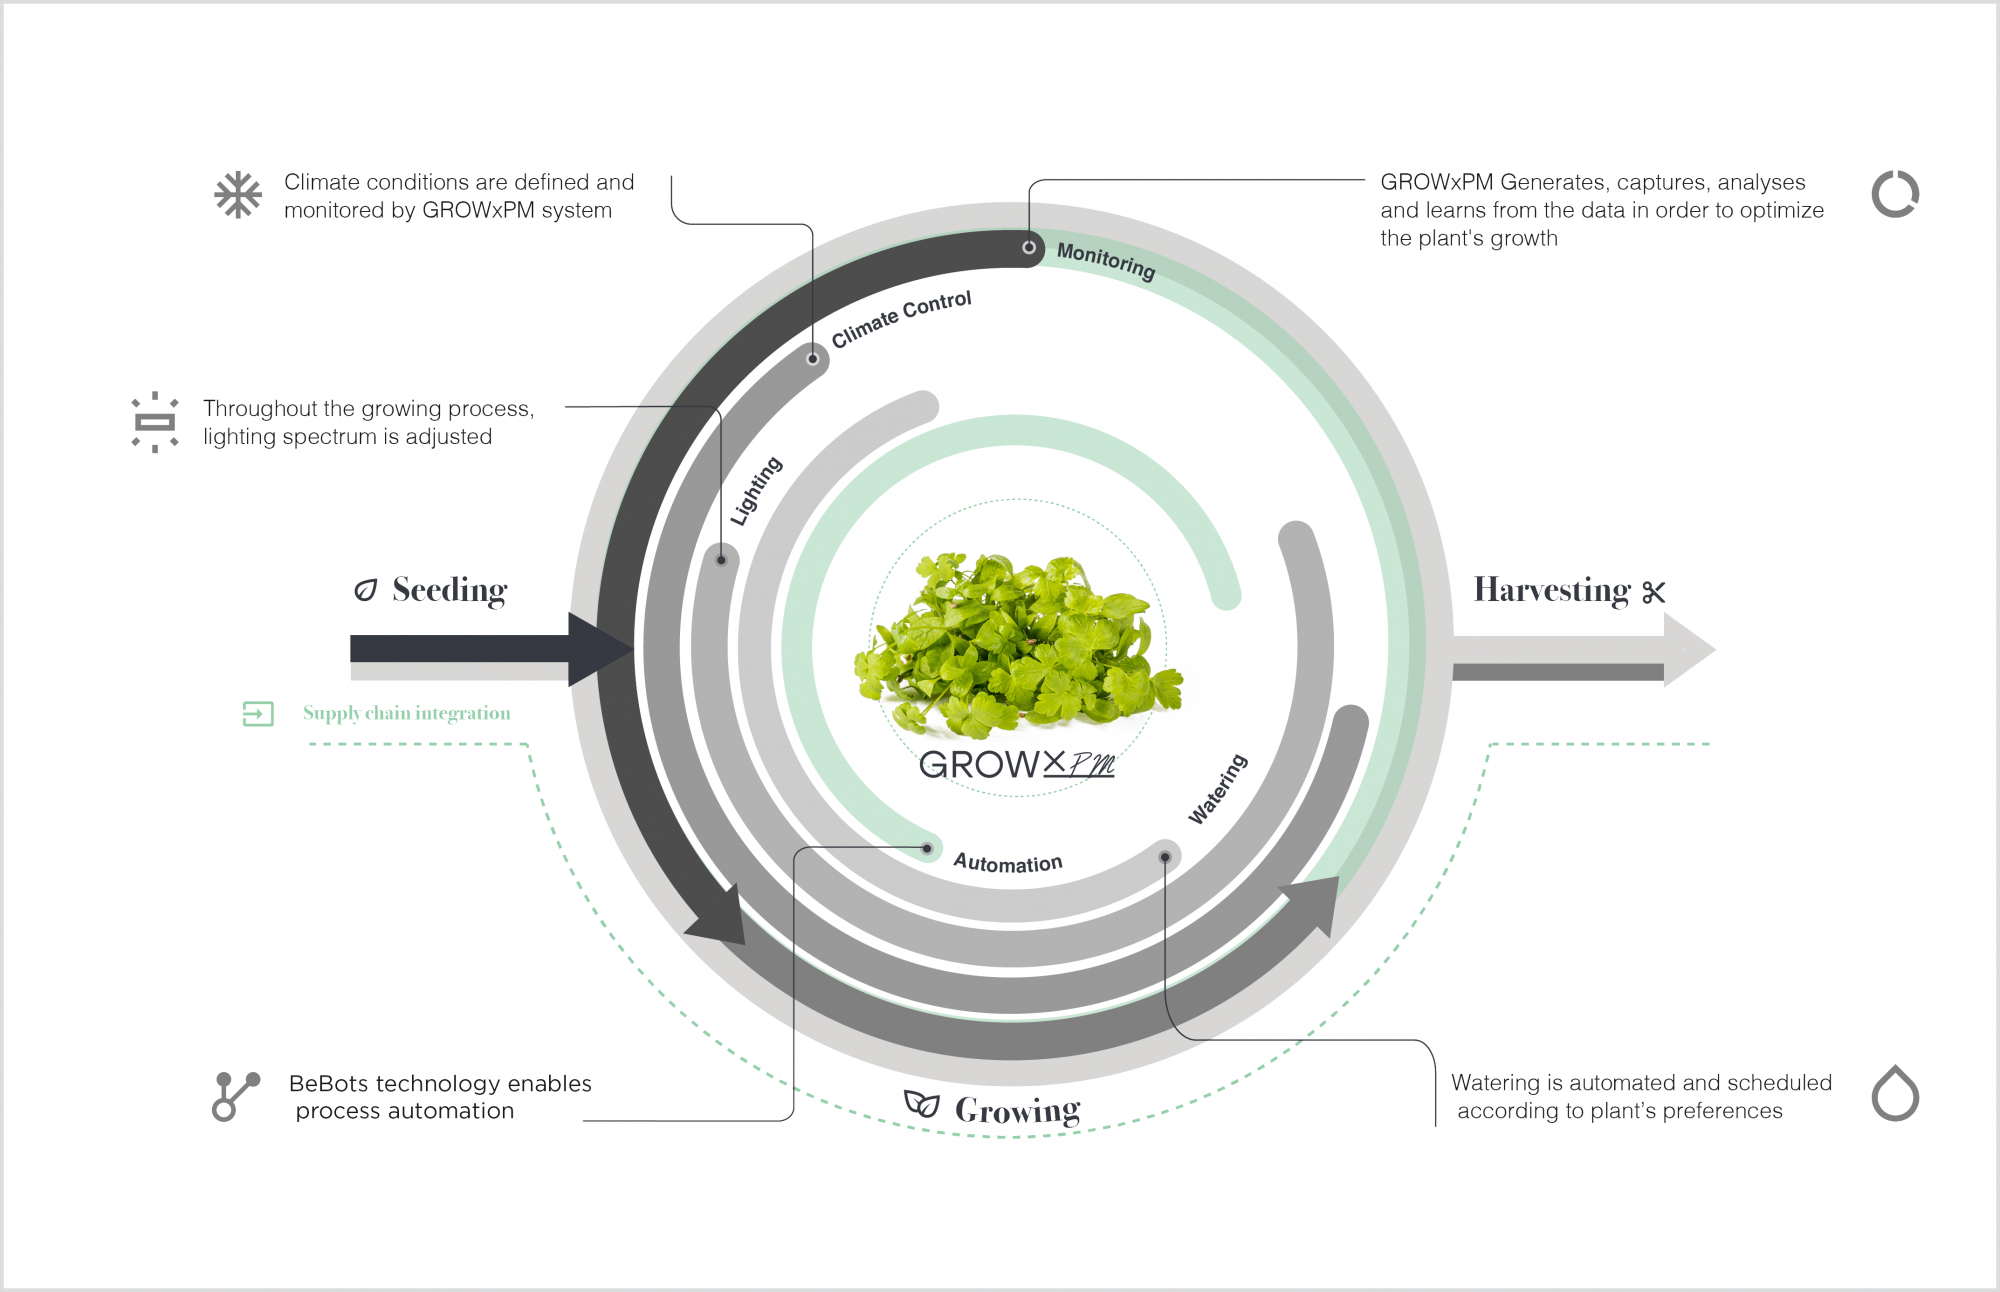 Climate conditions are defined and
monitored by GROWxPM system
GROWxPM Generates, captures, analyses
and learns from the data in order to optimize
the plant's growth
Monitoring
Climate Control
Throughout the growing process,
lighting spectrum is adjusted
Lighting
Seeding
Harvesting
Supply chain integration
GROWxPM
Watering
Automation
BeBots technology enables
process automation
Growing
Watering is automated and scheduled
according to plant’s preferences